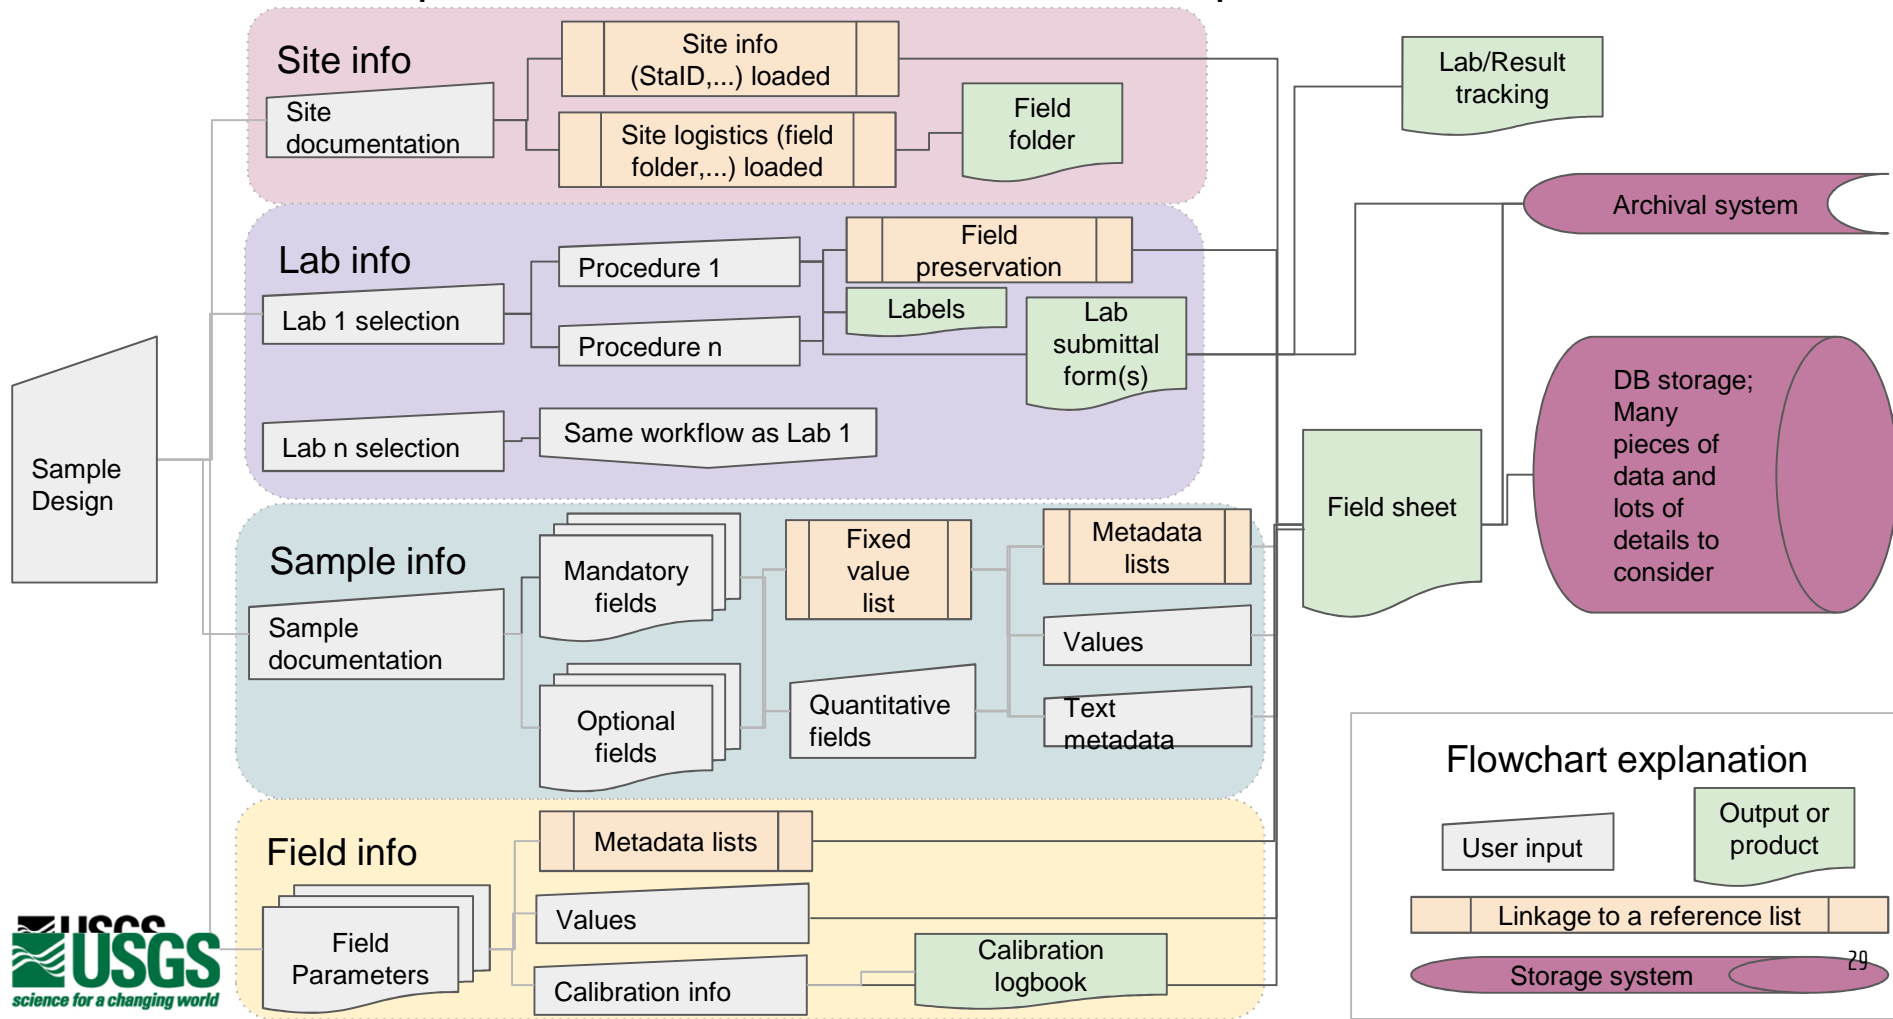 Site info
Site
documentation
Site info
(StaID,...) loaded
Site logistics (field
folder,...) loaded
Field
folder
Lab/Result
tracking
Archival system
Lab info
Lab 1 selection
Procedure 1
Procedure n
Field
preservation
Labels
Lab
submittal
form(s)
Lab n selection
Same workflow as Lab 1
Sample
Design
DB storage;
Many
pieces of
data and
lots of
details to
consider
Field sheet
Sample info
Sample
documentation
Mandatory
fields
Optional
fields
Fixed
value
list
Quantitative
fields
Metadata
lists
Values
Text
metadata
Field info
Field
Parameters
Metadata lists
Values
Calibration info
Calibration
logbook
Flowchart explanation
User input
Output or
product
Linkage to a reference list
Storage system
29
USGS
USGS
science for a changing world